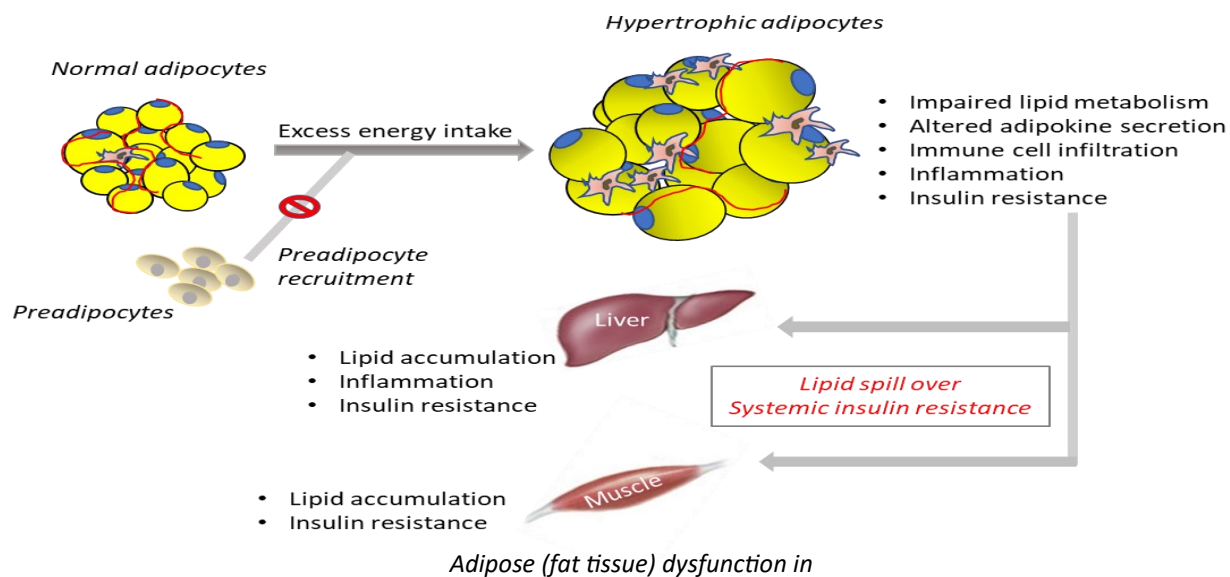 Hypertrophic adipocytes
Normal adipocytes
Excess energy intake
• Impaired lipid metabolism
• Altered adipokine secretion
• Immune cell infiltration
• Inflammation
• Insulin resistance
Preadipocyte
recruitment
Preadipocytes
Liver
• Lipid accumulation
• Inflammation
• Insulin resistance
Lipid spill over
Systemic insulin resistance
Muscle
• Lipid accumulation
• Insulin resistance
Adipose (fat tissue) dysfunction in